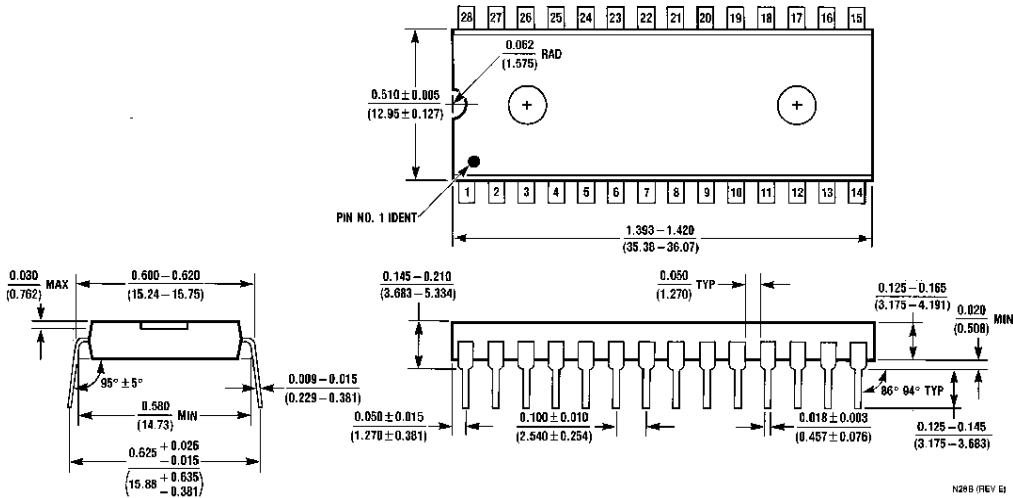 28 27 26 25 24 23 22 21 20 19 18 17 16 15
0.062
(1.575)
RAD
0.510 ± 0.005
(12.95 ± 0.127)
1 2 3 4 5 6 7 8 9 10 11 12 13 14
PIN NO. 1 IDENT
1.393 – 1.420
(35.38 – 36.07)
0.030
(0.762)
MAX
0.600 – 0.620
(15.24 – 15.75)
95° ± 5°
0.009 – 0.015
(0.229 – 0.381)
0.580
(14.73)
MIN
0.625 + 0.026
– 0.015
(15.88 + 0.635
– 0.381)
0.145 – 0.210
(3.683 – 5.334)
0.050
(1.270)
TYP
0.125 – 0.165
(3.175 – 4.191)
0.020
(0.508)
MIN
86° 94° TYP
0.050 ± 0.015
(1.270 ± 0.381)
0.100 ± 0.010
(2.540 ± 0.254)
0.018 ± 0.003
(0.457 ± 0.076)
0.125 – 0.145
(3.175 – 3.683)
N28B (REV E)